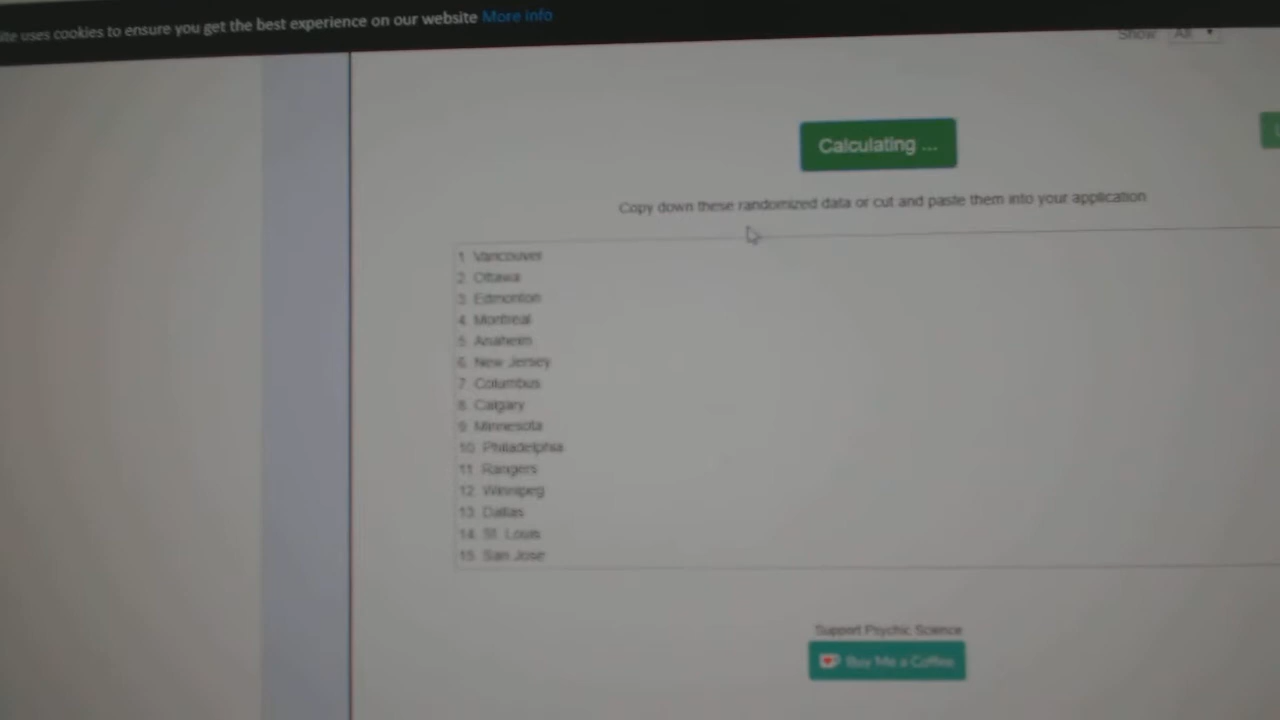 ite uses cookies to ensure you get the best experience on our website More info
Show All
Calculating ...
Copy down these randomized data or cut and paste them into your application
1 Vancouver
2 Ottawa
3 Edmonton
4 Montreal
5 Anaheim
6 New Jersey
7 Columbus
8 Calgary
9 Minnesota
10 Philadelphia
11 Rangers
12 Winnipeg
13 Dallas
14 St. Louis
15 San Jose
Support Psychic Science
Buy Me a Coffee